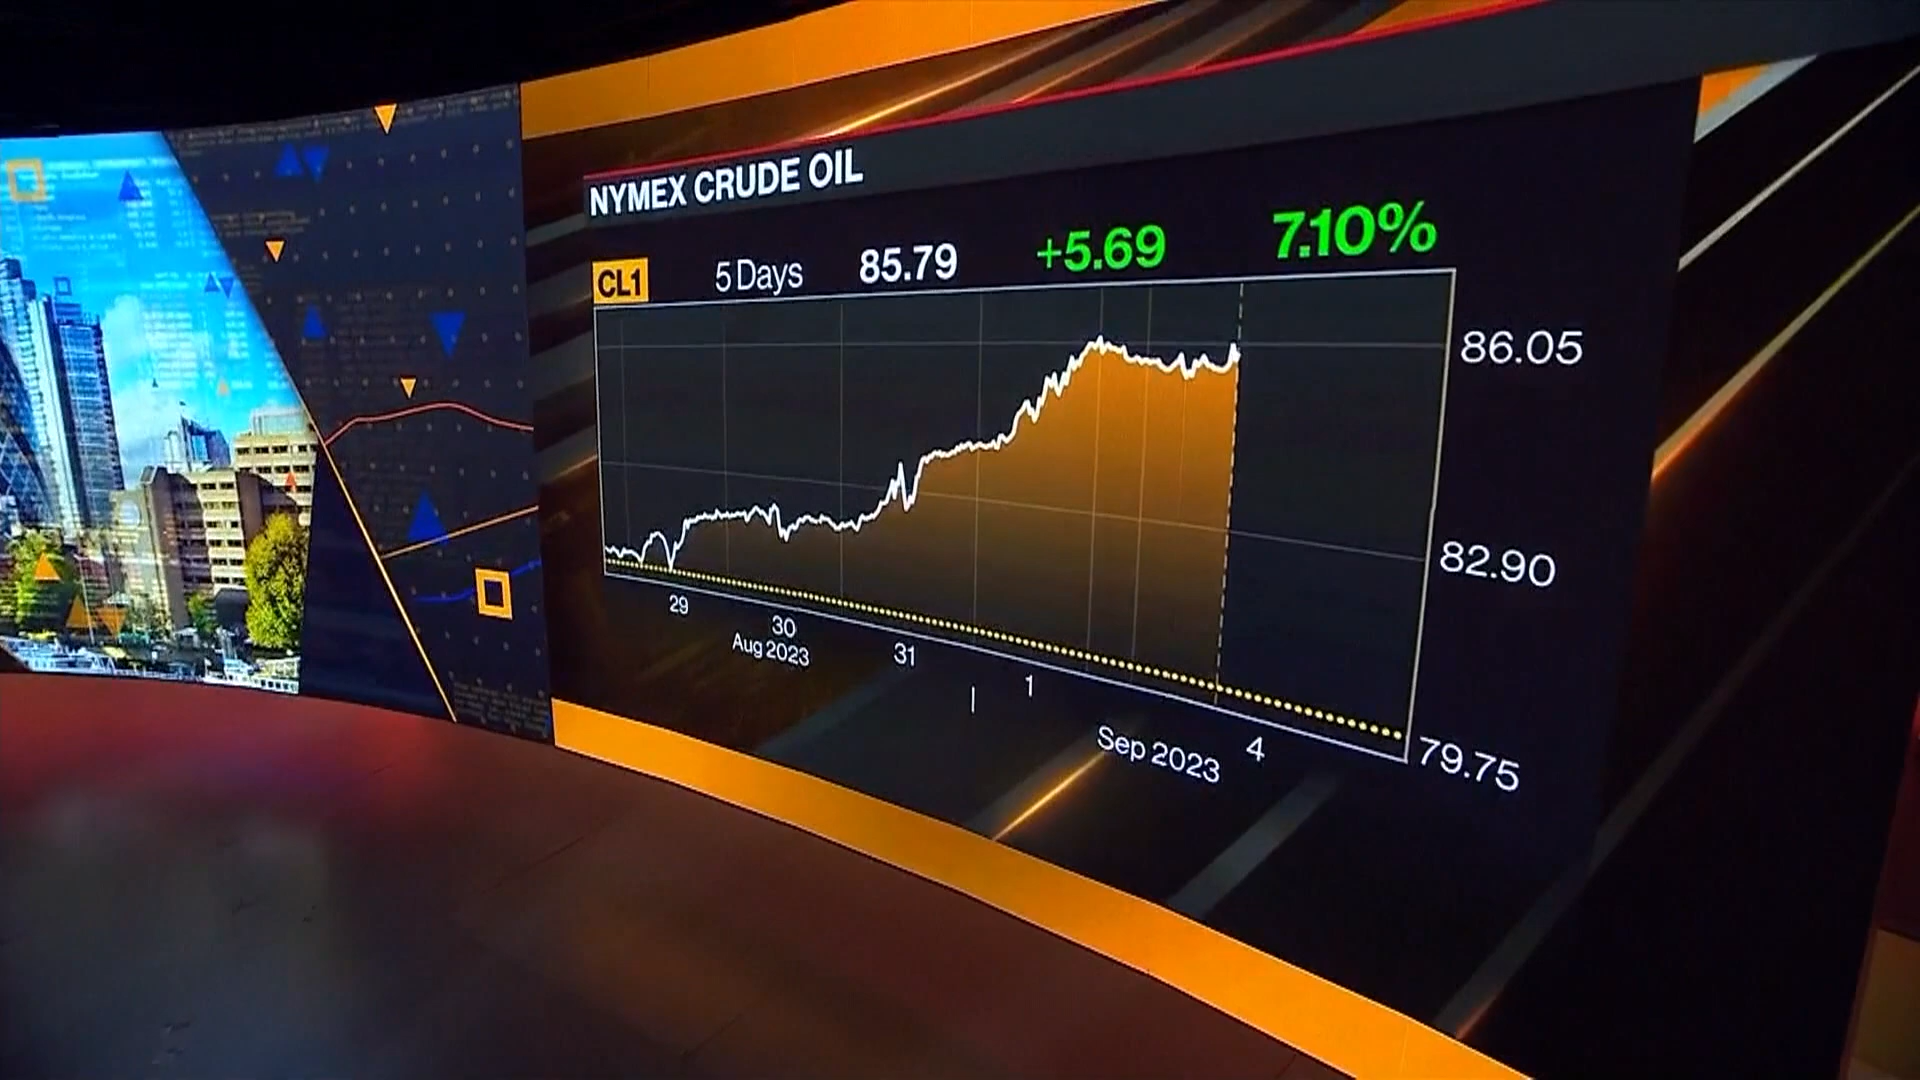 NYMEX CRUDE OIL
CL1 5 Days 85.79 +5.69 7.10%
86.05
82.90
79.75
29 30 31 1 4
Aug 2023 | Sep 2023